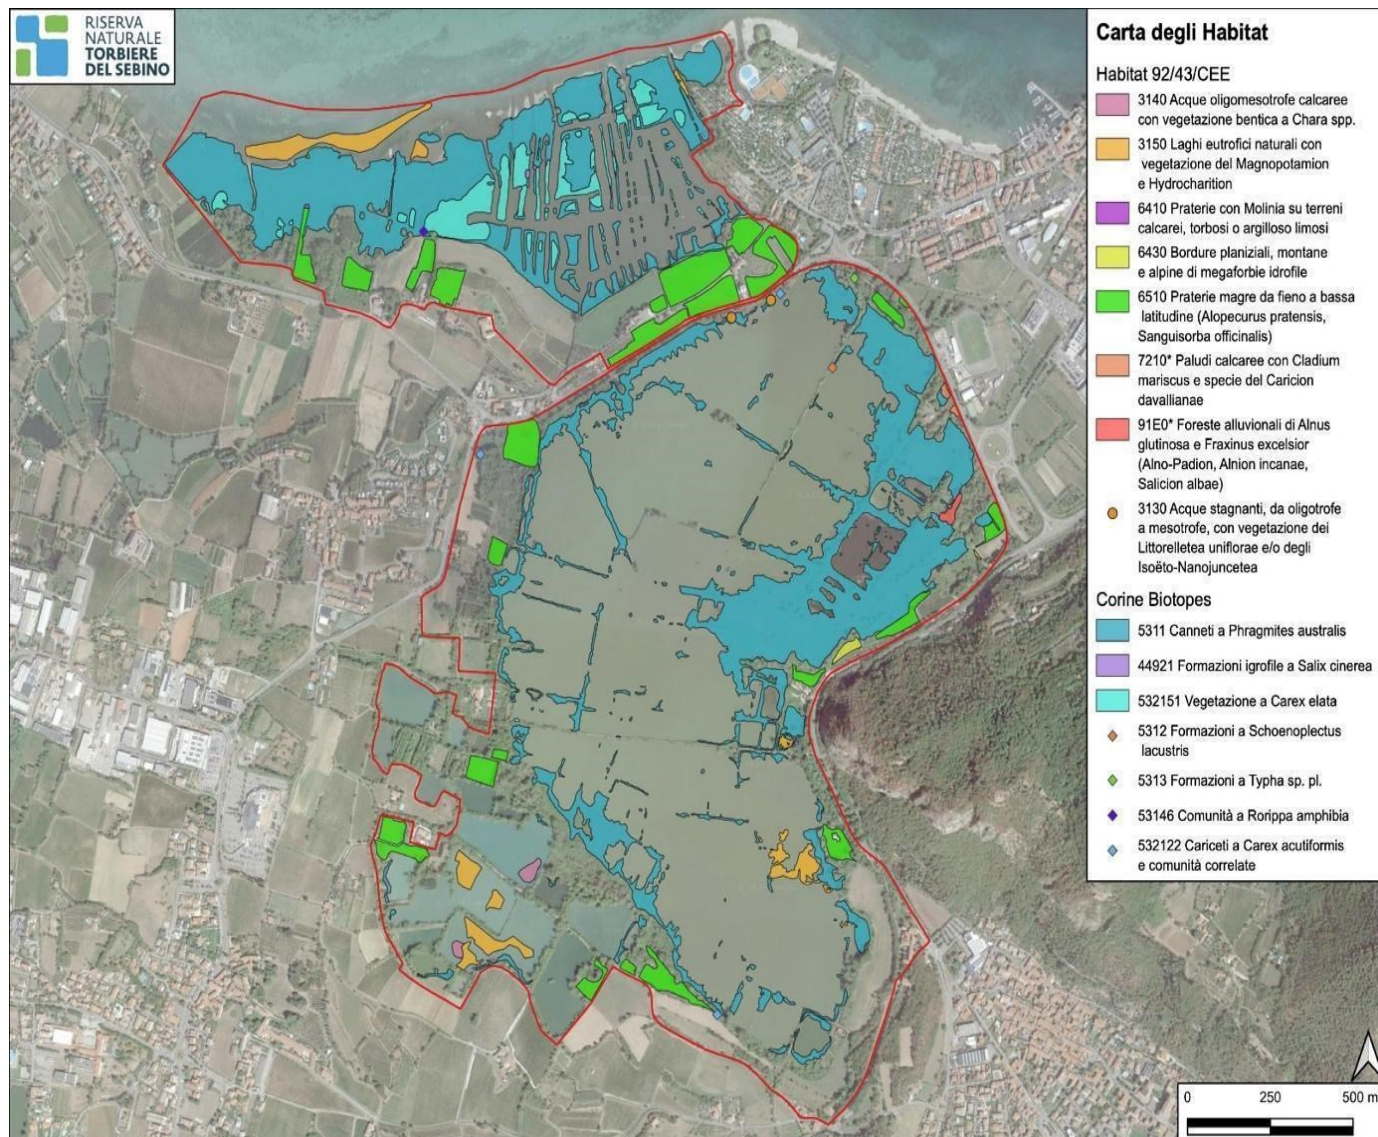 RISERVA
NATURALE
TORBIERE
DEL SEBINO
Carta degli Habitat
Habitat 92/43/CEE
3140 Acque oligomesotrofe calcaree
con vegetazione bentica a Chara spp.
3150 Laghi eutrofici naturali con
vegetazione del Magnopotamion
e Hydrocharition
6410 Praterie con Molinia su terreni
calcarei, torbosi o argilloso limosi
6430 Bordure planiziali, montane
e alpine di megaforbie idrofile
6510 Praterie magre da fieno a bassa
latitudine (Alopecurus pratensis,
Sanguisorba officinalis)
7210* Paludi calcaree con Cladium
mariscus e specie del Caricion
davallianae
91E0* Foreste alluvionali di Alnus
glutinosa e Fraxinus excelsior
(Alno-Padion, Alnion incanae,
Salicion albae)
3130 Acque stagnanti, da oligotrofe
a mesotrofe, con vegetazione dei
Littorelletea uniflorae e/o degli
Isoëto-Nanojuncetea
Corine Biotopes
5311 Canneti a Phragmites australis
44921 Formazioni igrofile a Salix cinerea
532151 Vegetazione a Carex elata
5312 Formazioni a Schoenoplectus
lacustris
5313 Formazioni a Typha sp. pl.
53146 Comunità a Rorippa amphibia
532122 Cariceti a Carex acutiformis
e comunità correlate
0 250 500 m